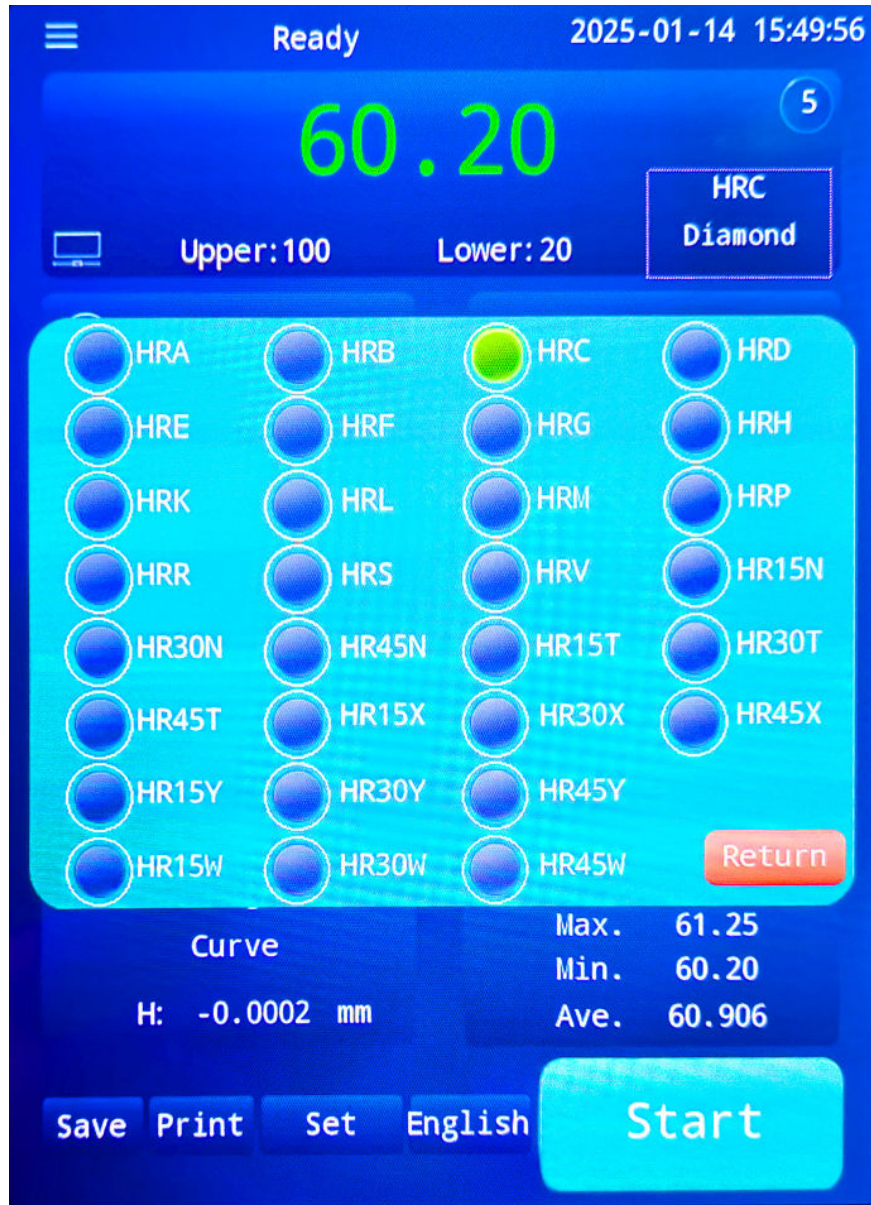 Ready 2025-01-14 15:49:56
5
60.20
HRC
Diamond
Upper:100 Lower:20
HRA HRB HRC HRD
HRE HRF HRG HRH
HRK HRL HRM HRP
HRR HRS HRV HR15N
HR30N HR45N HR15T HR30T
HR45T HR15X HR30X HR45X
HR15Y HR30Y HR45Y
HR15W HR30W HR45W Return
Curve
H: -0.0002 mm
Max. 61.25
Min. 60.20
Ave. 60.906
Save Print Set English Start